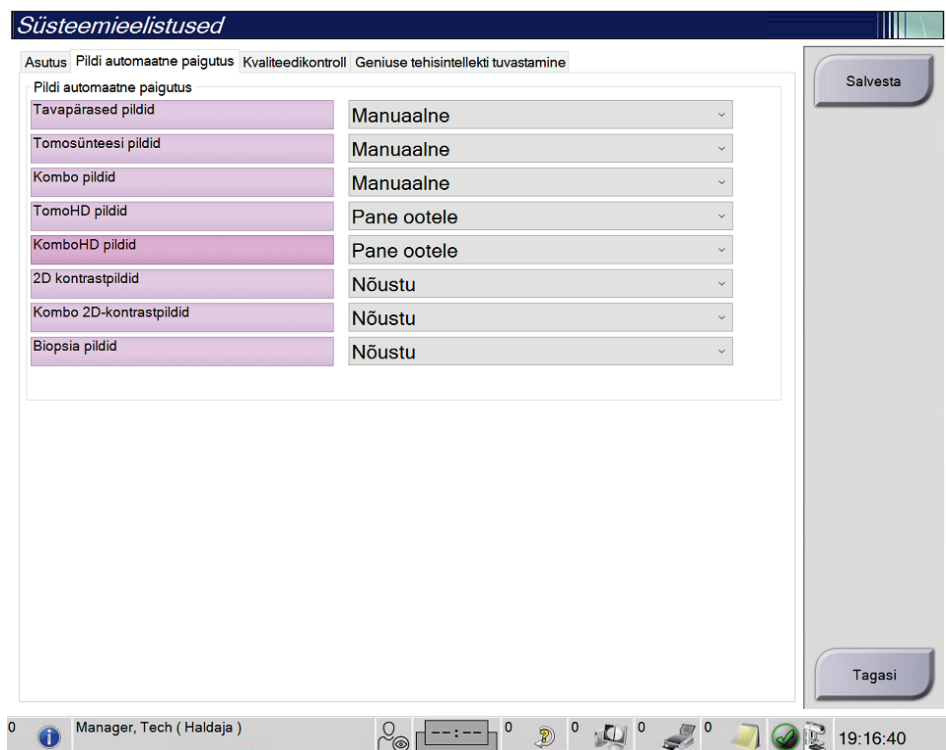 Süsteemieelistused
Asutus Pildi automaatne paigutus Kvaliteedikontroll Geniuse tehisintellekti tuvastamine
Pildi automaatne paigutus
Tavapärased pildid Manuaalne
Tomosünteesi pildid Manuaalne
Kombo pildid Manuaalne
TomoHD pildid Pane ootele
KomboHD pildid Pane ootele
2D kontrastpildid Nõustu
Kombo 2D-kontrastpildid Nõustu
Biopsia pildid Nõustu
Salvesta
Tagasi
0 Manager, Tech ( Haldaja ) --:-- 0 0 0 0 19:16:40